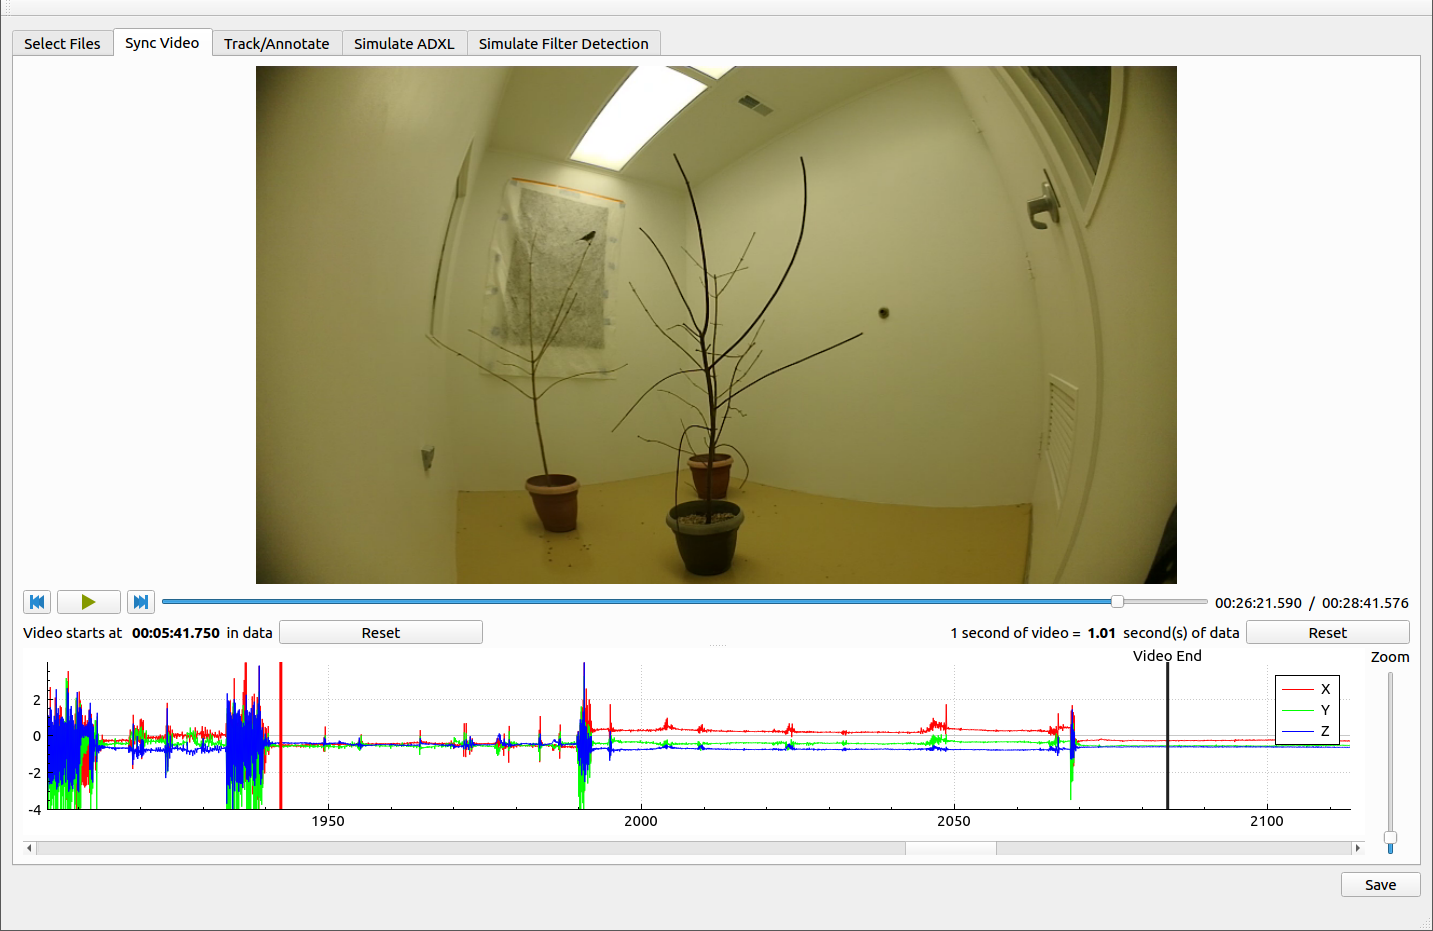 Select Files Sync Video Track/Annotate Simulate ADXL Simulate Filter Detection
00:26:21.590 / 00:28:41.576
Video starts at 00:05:41.750 in data Reset 1 second of video = 1.01 second(s) of data Reset
Video End Zoom
X
Y
Z
2
0
-2
-4
1950 2000 2050 2100
Save